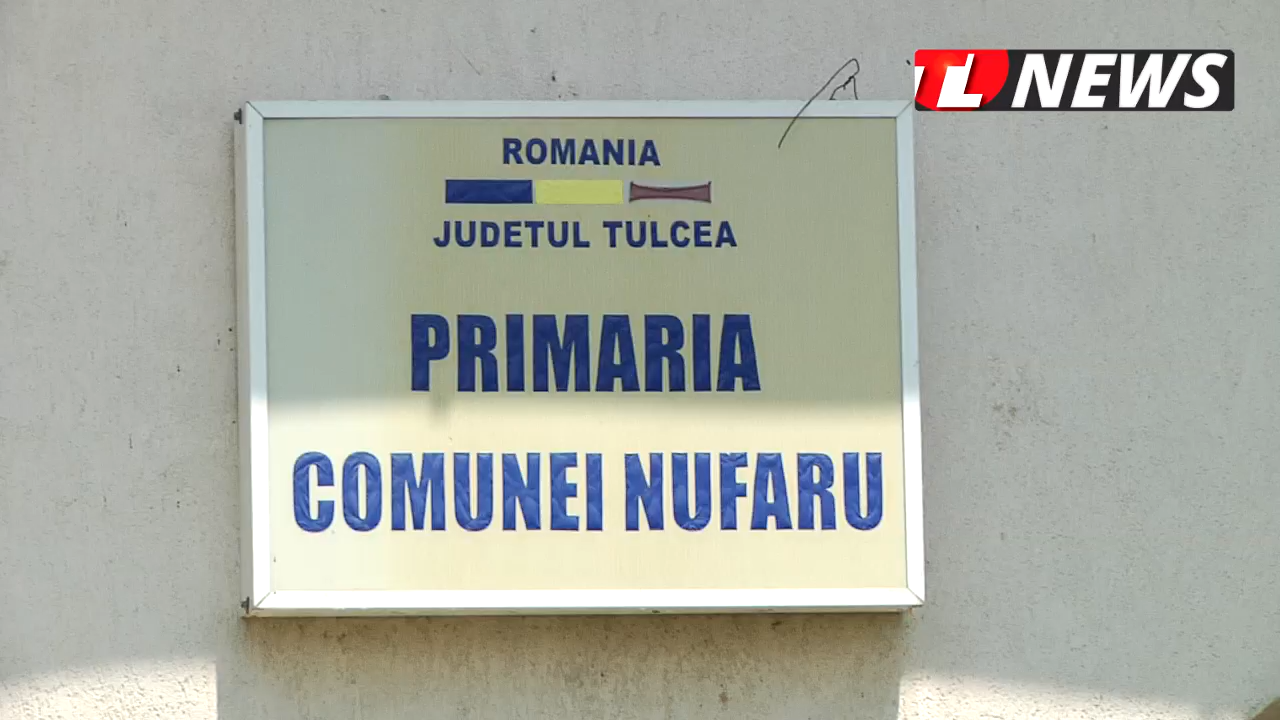 TL NEWS
ROMANIA
JUDETUL TULCEA
PRIMARIA
COMUNEI NUFARU